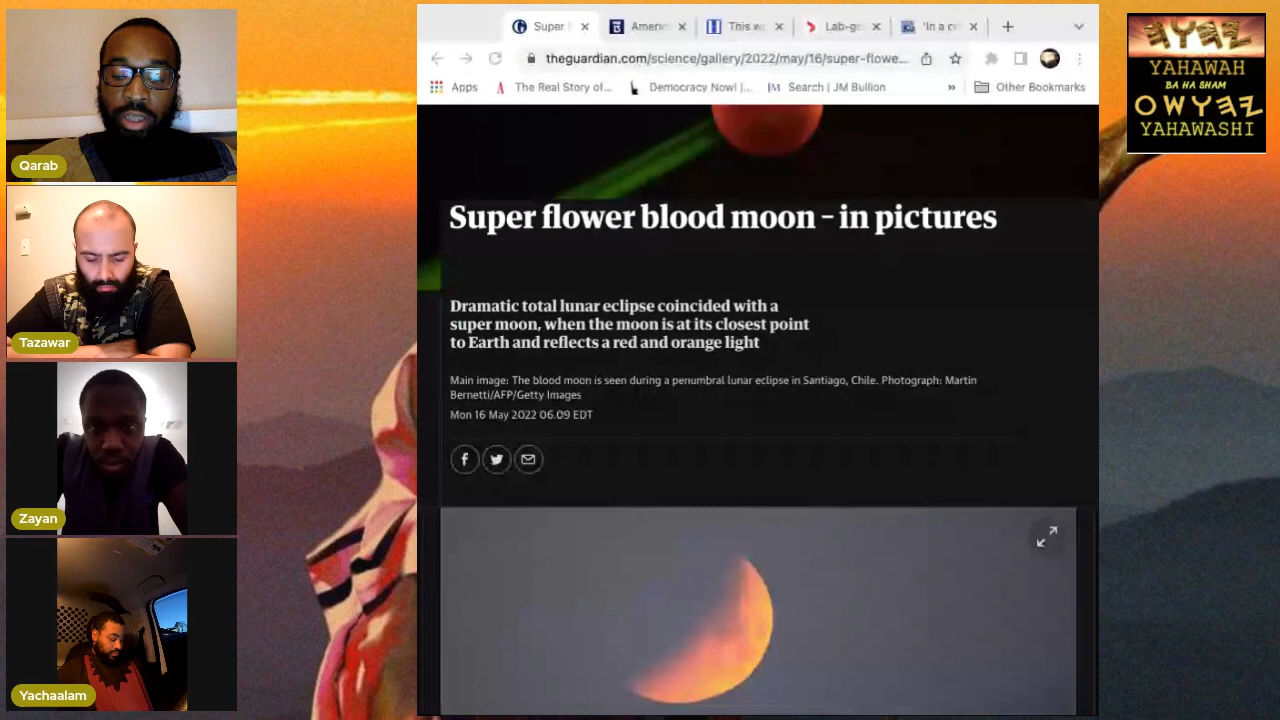 Qarab
Tazawar
Zayan
Yachaalam
Super
Americ
This we
Lab-g
'In a c
theguardian.com/science/gallery/2022/may/16/super-flowe...
Apps
The Real Story of...
Democracy Now! |...
Search | JM Bullion
»
Other Bookmarks
Super flower blood moon – in pictures
Dramatic total lunar eclipse coincided with a
super moon, when the moon is at its closest point
to Earth and reflects a red and orange light
Main image: The blood moon is seen during a penumbral lunar eclipse in Santiago, Chile. Photograph: Martin
Bernetti/AFP/Getty Images
Mon 16 May 2022 06.09 EDT
YAHAWAH
BA HA SHAM
YAHAWASHI